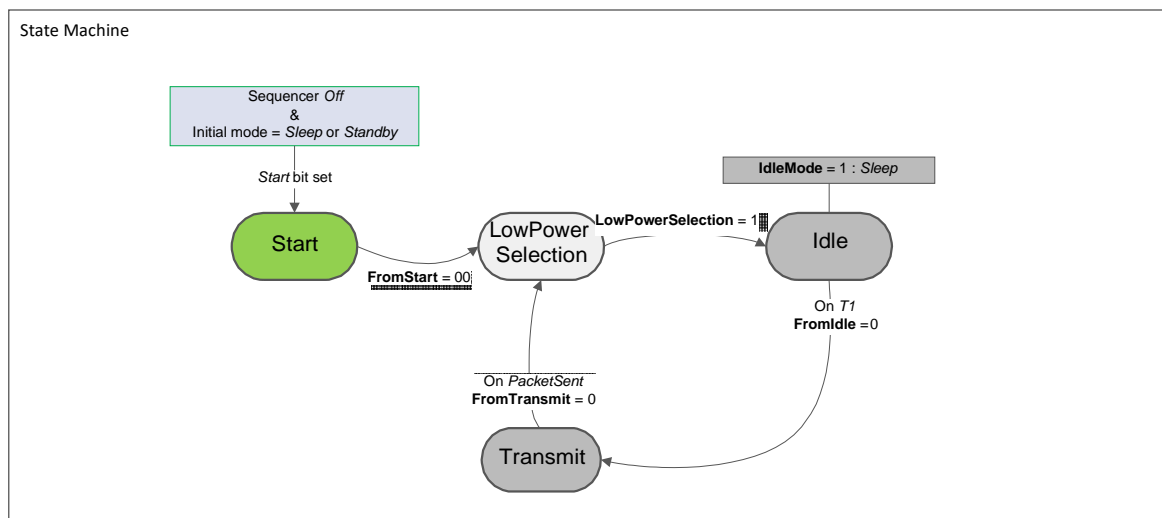 State Machine
Sequencer Off
&
Initial mode = Sleep or Standby
Start bit set
IdleMode = 1 : Sleep
Start
LowPower
Selection
LowPowerSelection = 1
Idle
FromStart = 00
On T1
FromIdle =0
On PacketSent
FromTransmit = 0
Transmit